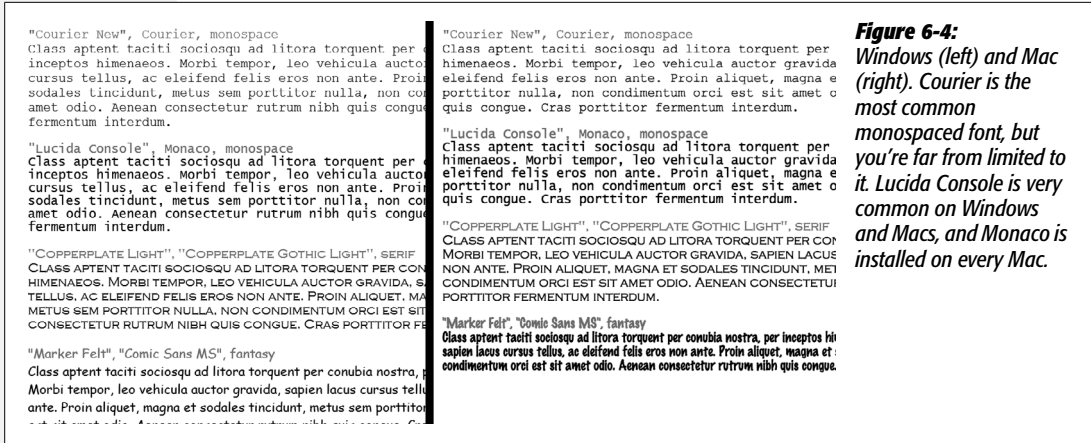 "Courier New", Courier, monospace
Class aptent taciti sociosqu ad litora torquent per
inceptos himenaeos. Morbi tempor, leo vehicula aucto
cursus tellus, ac eleifend felis eros non ante. Proi
sodales tincidunt, metus sem porttitor nulla, non co
amet odio. Aenean consectetur rutrum nibh quis congu
fermentum interdum.
"Lucida Console", Monaco, monospace
Class aptent taciti sociosqu ad litora torquent per
inceptos himenaeos. Morbi tempor, leo vehicula aucto
cursus tellus, ac eleifend felis eros non ante. Proi
sodales tincidunt, metus sem porttitor nulla, non co
amet odio. Aenean consectetur rutrum nibh quis congu
fermentum interdum.
"Copperplate Light", "Copperplate Gothic Light", serif
Class aptent taciti sociosqu ad litora torquent per con
himenaeos. Morbi tempor, leo vehicula auctor gravida, s
tellus, ac eleifend felis eros non ante. Proin aliquet, ma
metus sem porttitor nulla, non condimentum orci est sit
consectetur rutrum nibh quis congue. Cras porttitor fe
"Marker Felt", "Comic Sans MS", fantasy
Class aptent taciti sociosqu ad litora torquent per conubia nostra, p
Morbi tempor, leo vehicula auctor gravida, sapien lacus cursus tellu
ante. Proin aliquet, magna et sodales tincidunt, metus sem porttitor
"Courier New", Courier, monospace
Class aptent taciti sociosqu ad litora torquent per
inceptos himenaeos. Morbi tempor, leo vehicula gravida
eleifend felis eros non ante. Proin aliquet, magna e
porttitor nulla, non condimentum orci est sit amet o
quis congue. Cras porttitor fermentum interdum.
"Lucida Console", Monaco, monospace
Class aptent taciti sociosqu ad litora torquent per
himenaeos. Morbi tempor, leo vehicula auctor gravida
eleifend felis eros non ante. Proin aliquet, magna e
porttitor nulla, non condimentum orci est sit amet o
quis congue. Cras porttitor fermentum interdum.
"Copperplate Light", "Copperplate Gothic Light", serif
Class aptent taciti sociosqu ad litora torquent per con
Morbi tempor, leo vehicula auctor gravida, sapien lacus
non ante. Proin aliquet, magna et sodales tincidunt, met
condimentum orci est sit amet odio. Aenean consectetu
porttitor fermentum interdum.
"Marker Felt", "Comic Sans MS", fantasy
Class aptent taciti sociosqu ad litora torquent per conubia nostra, per inceptos hi
sapien lacus cursus tellus, ac eleifend felis eros non ante. Proin aliquet, magna et
condimentum orci est sit amet odio. Aenean consectetur rutrum nibh quis congue.
Figure 6-4:
Windows (left) and Mac
(right). Courier is the
most common
monospaced font, but
you're far from limited to
it. Lucida Console is very
common on Windows
and Macs, and Monaco is
installed on every Mac.